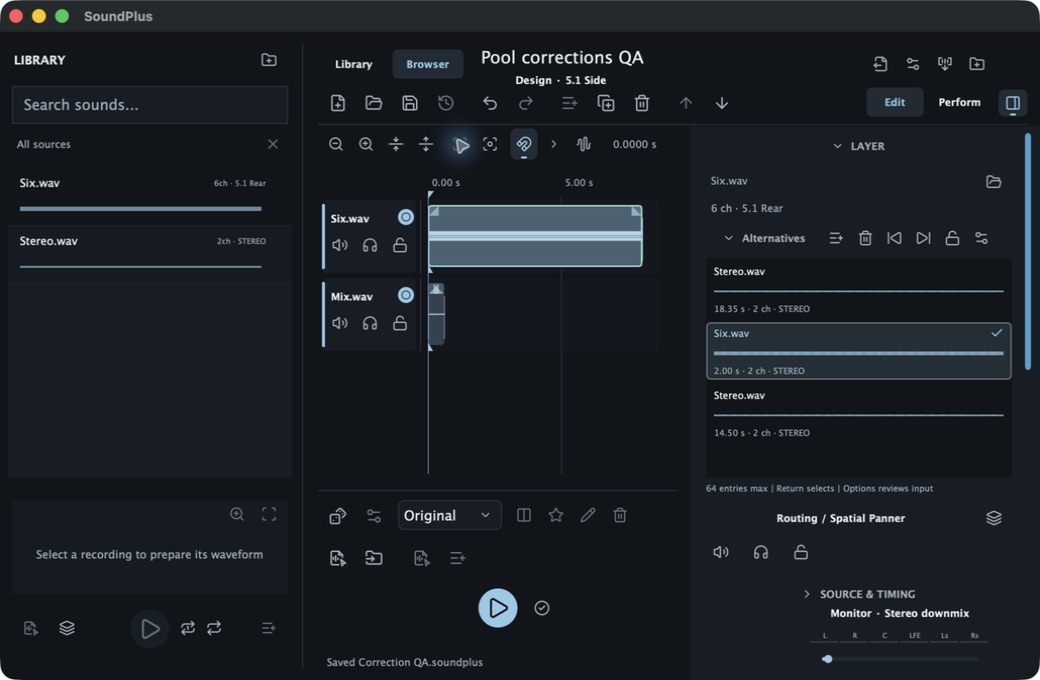 SoundPlus
LIBRARY
Search sounds...
All sources
Six.wav
6ch · 5.1 Rear
Stereo.wav
2ch · STEREO
Select a recording to prepare its waveform
Library
Browser
Pool corrections QA
Design · 5.1 Side
Edit
Perform
0.0000 s
0.00 s
5.00 s
Six.wav
Mix.wav
Original
Saved Correction QA.soundplus
LAYER
Six.wav
6 ch · 5.1 Rear
Alternatives
Stereo.wav
18.35 s · 2 ch · STEREO
Six.wav
2.00 s · 2 ch · STEREO
Stereo.wav
14.50 s · 2 ch · STEREO
64 entries max | Return selects | Options reviews input
Routing / Spatial Panner
SOURCE & TIMING
Monitor · Stereo downmix
L R C LFE Ls Rs